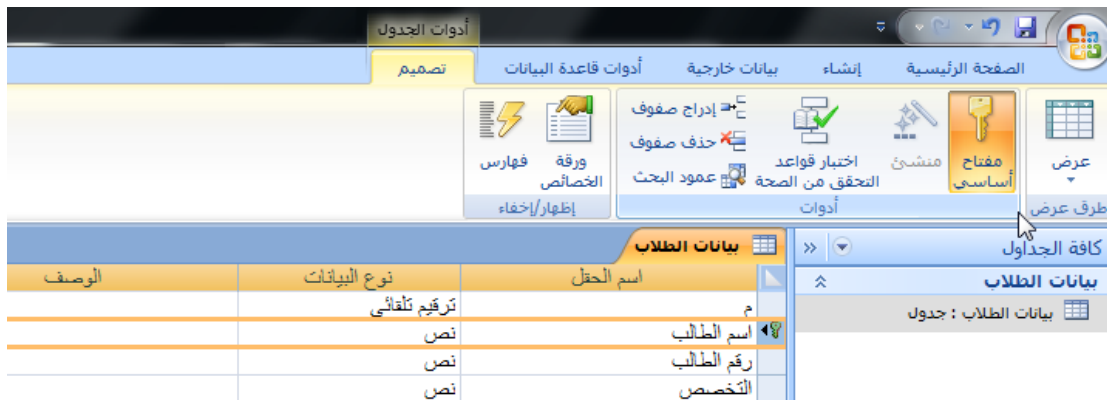 أدوات الجدول
الصفحة الرئيسية إنشاء بيانات خارجية أدوات قاعدة البيانات تصميم
عرض
مفتاح أساسي
منشئ
اختبار قواعد التحقق من الصحة
إدراج صفوف
حذف صفوف
عمود البحث
ورقة الخصائص
فهارس
طرق عرض أدوات إظهار/إخفاء
كافة الجداول
بيانات الطلاب
بيانات الطلاب : جدول
بيانات الطلاب
اسم الحقل نوع البيانات الوصف
م ترقيم تلقائي
اسم الطالب نص
رقم الطالب نص
التخصص نص